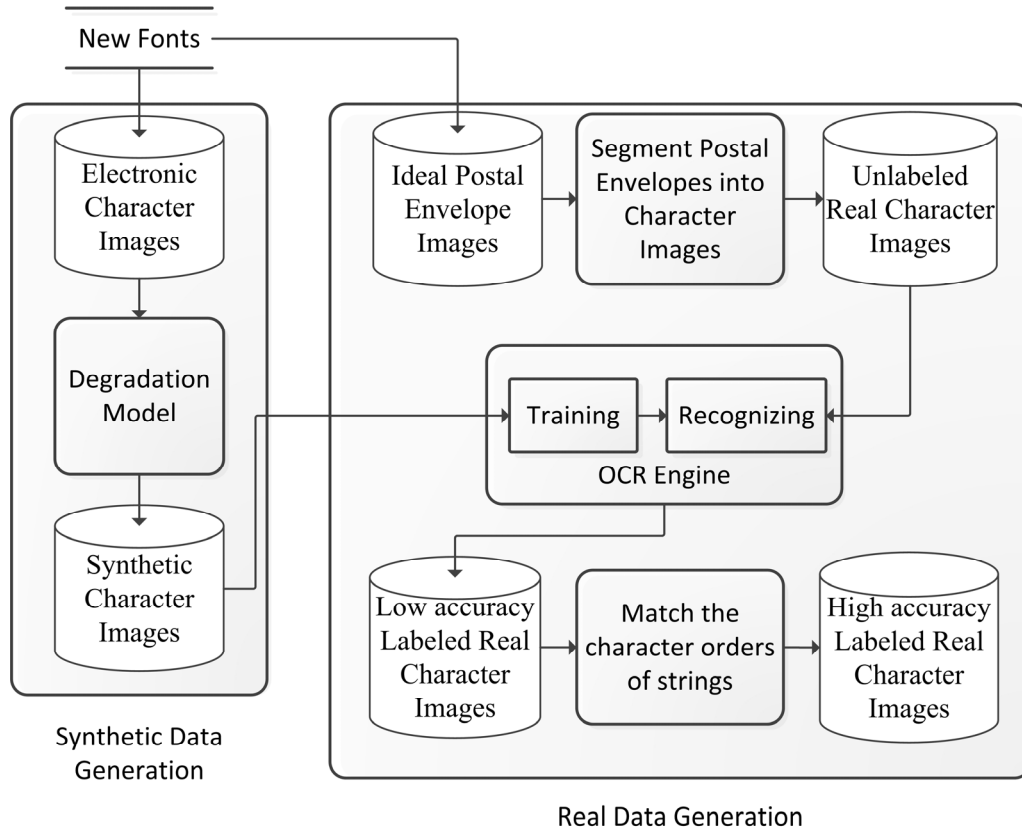 New Fonts
Electronic
Character
Images
Degradation
Model
Synthetic
Character
Images
Synthetic Data
Generation
Ideal Postal
Envelope
Images
Segment Postal
Envelopes into
Character
Images
Unlabeled
Real Character
Images
Training
Recognizing
OCR Engine
Low accuracy
Labeled Real
Character
Images
Match the
character orders
of strings
High accuracy
Labeled Real
Character
Images
Real Data Generation